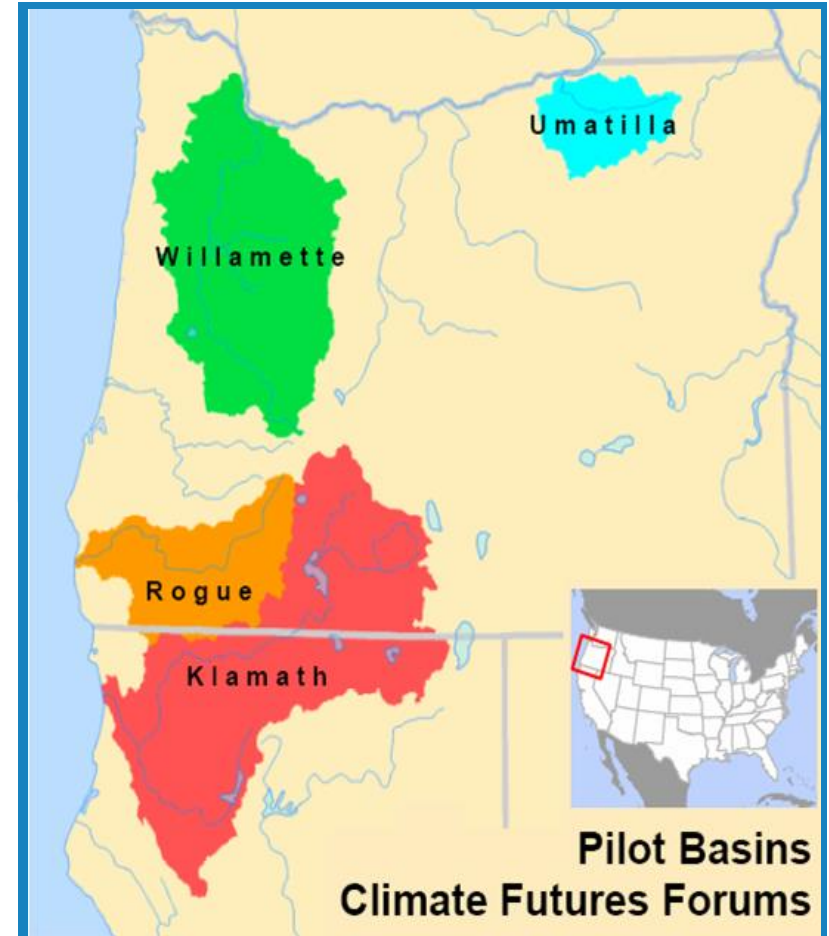 Umatilla
Willamette
Rogue
Klamath
Pilot Basins
Climate Futures Forums